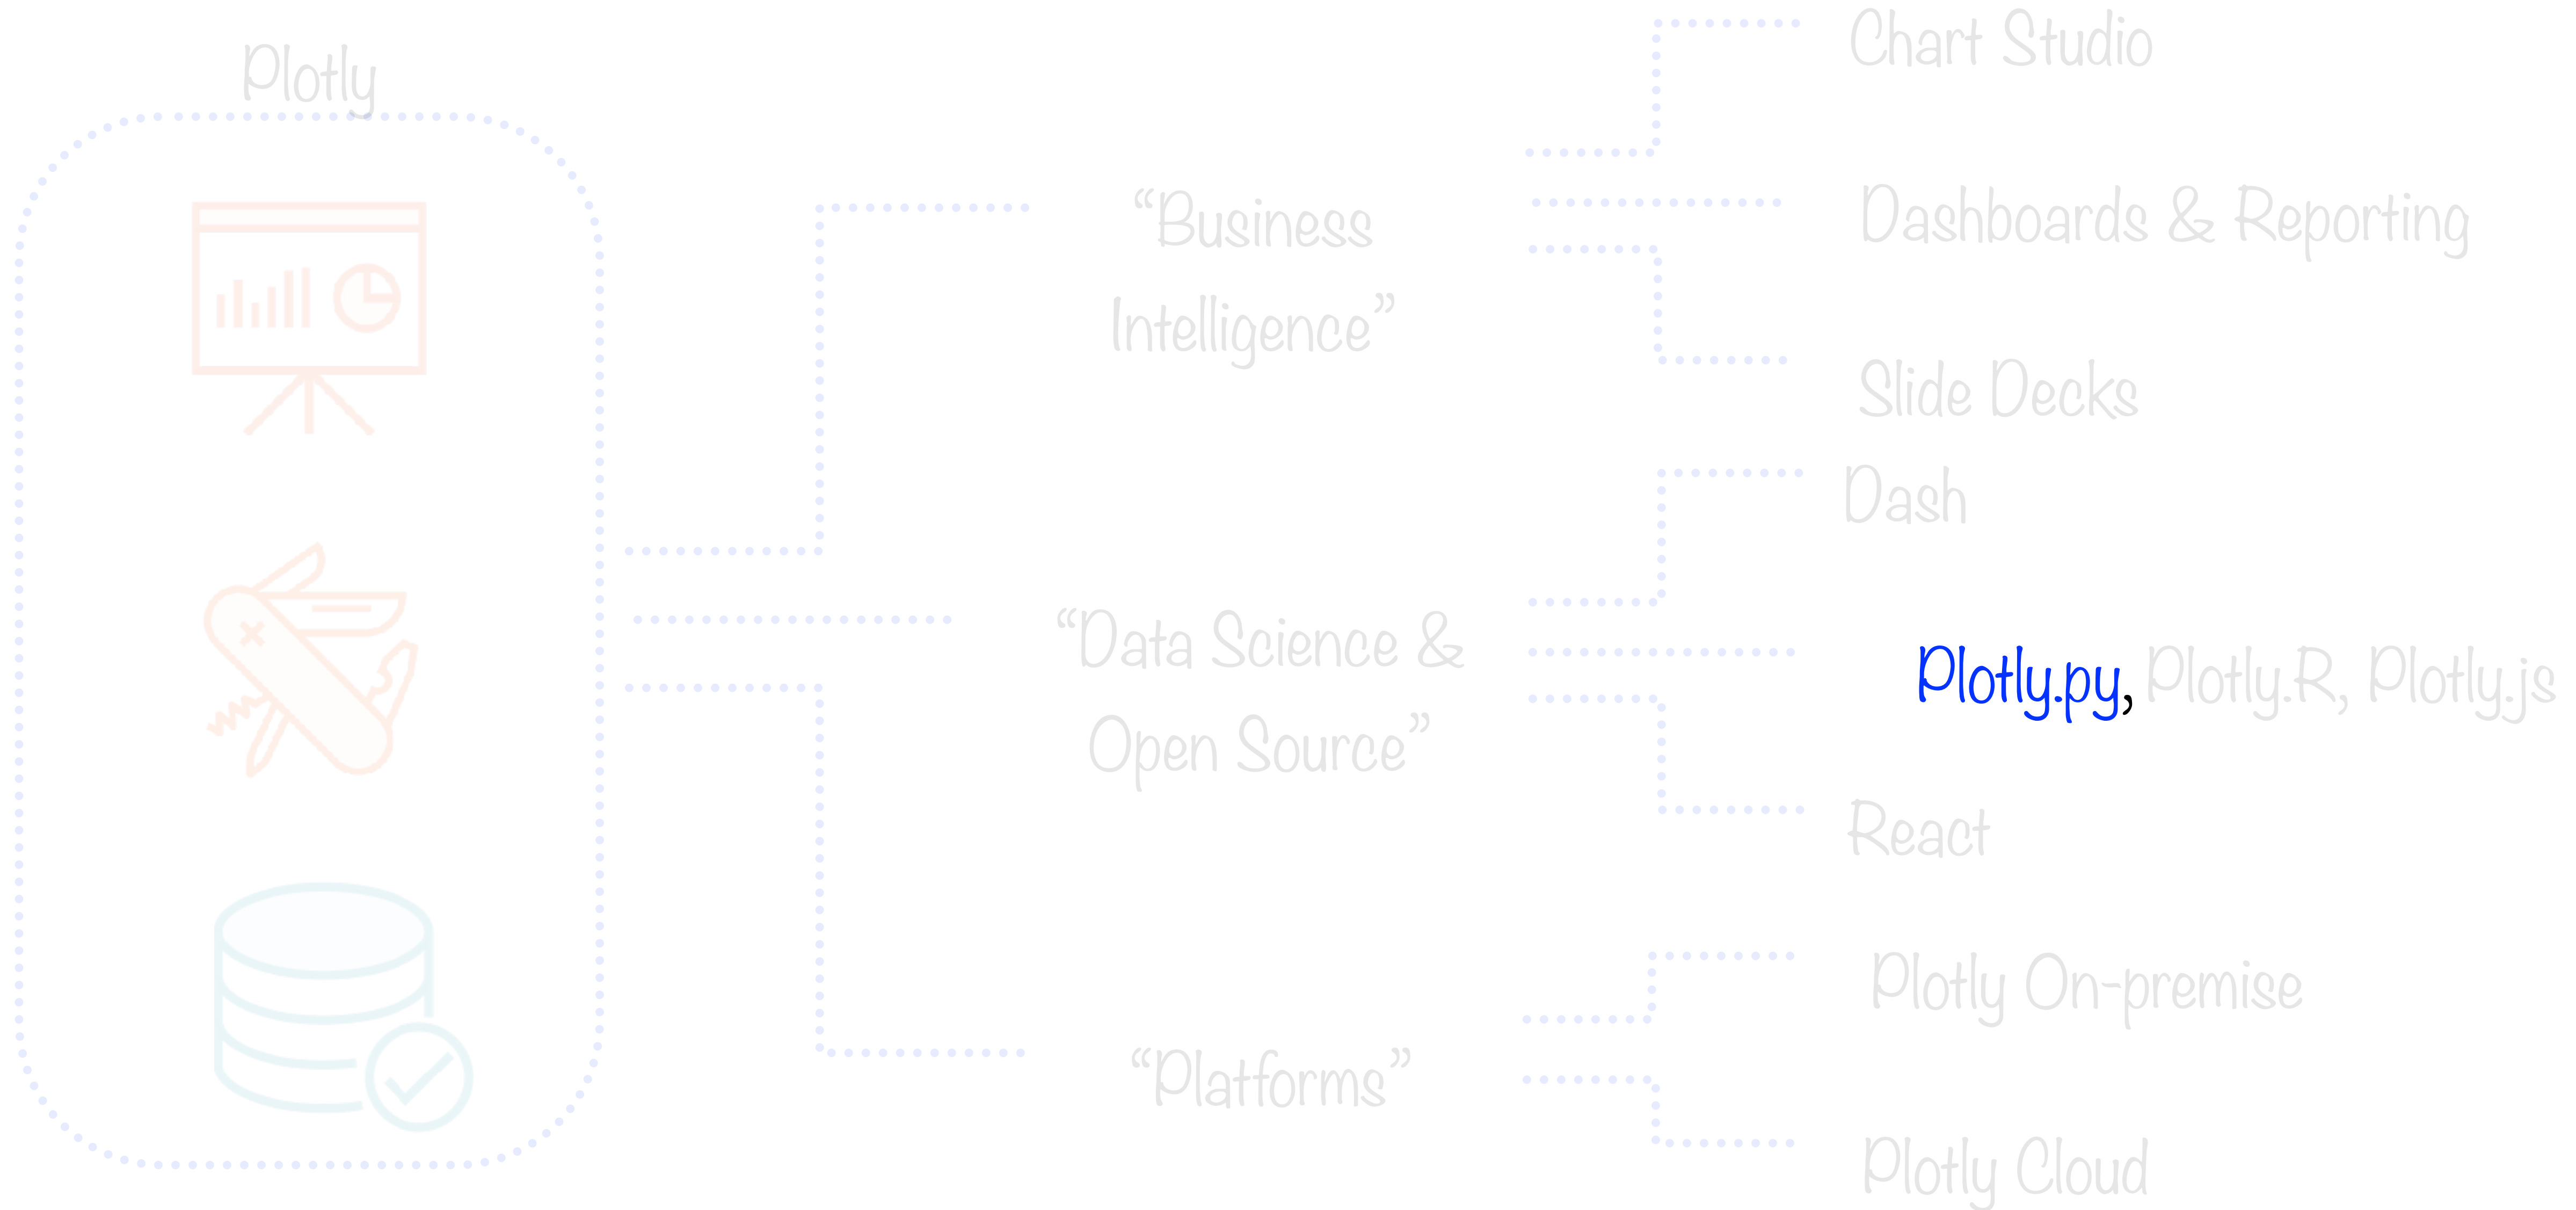 Plotly
“Business
Intelligence”
“Data Science &
Open Source”
“Platforms”
Chart Studio
Dashboards & Reporting
Slide Decks
Dash
Plotly.py, Plotly.R, Plotly.js
React
Plotly On-premise
Plotly Cloud